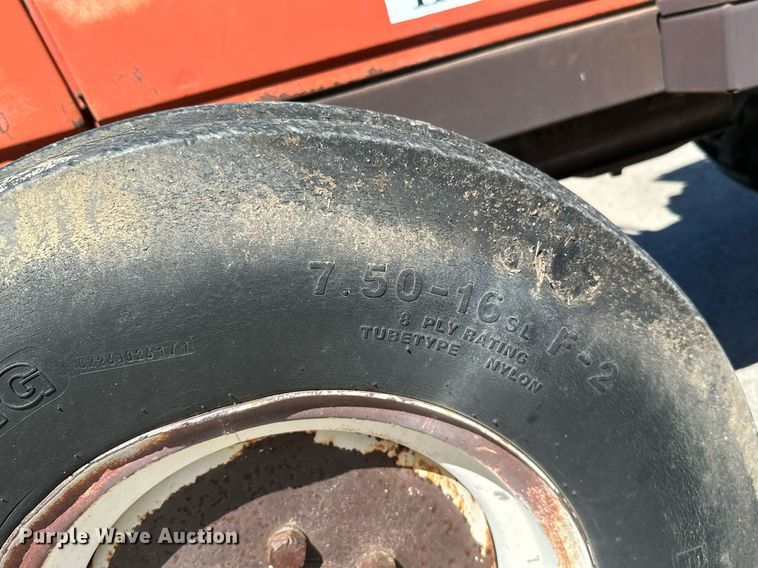 7.50-16 SL F-2
8 PLY RATING
TUBETYPE NYLON
Purple Wave Auction